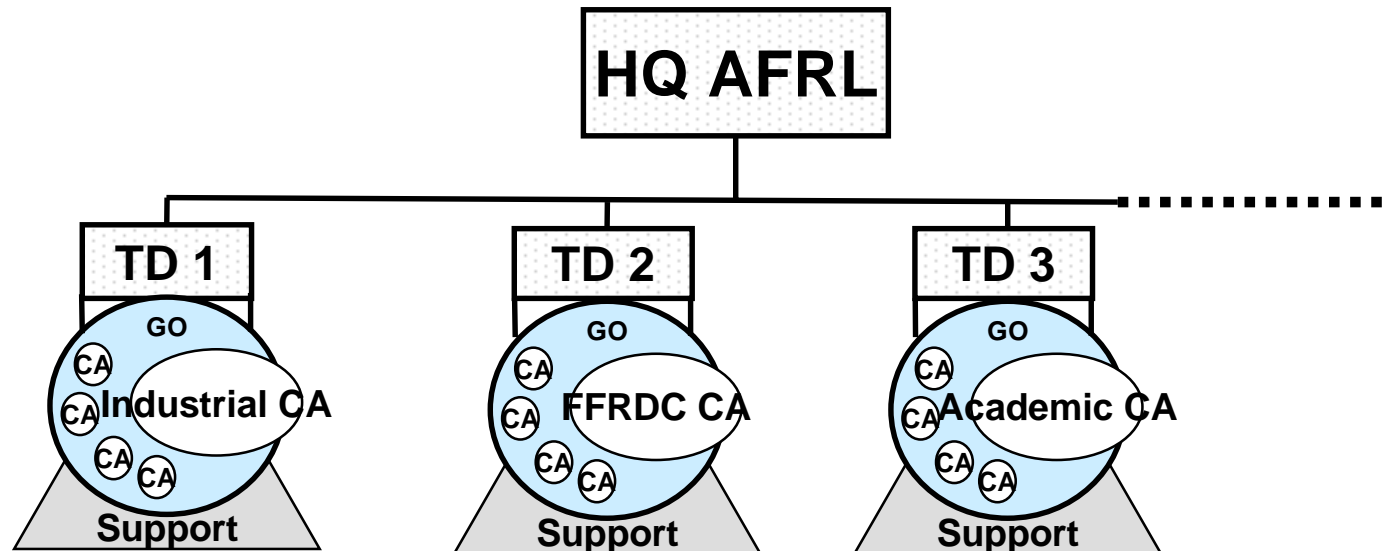 HQ AFRL
TD 1
TD 2
TD 3
GO
GO
GO
CA
CA
CA
CA
Industrial CA
CA
CA
CA
CA
FFRDC CA
CA
CA
CA
CA
Academic CA
Support
Support
Support